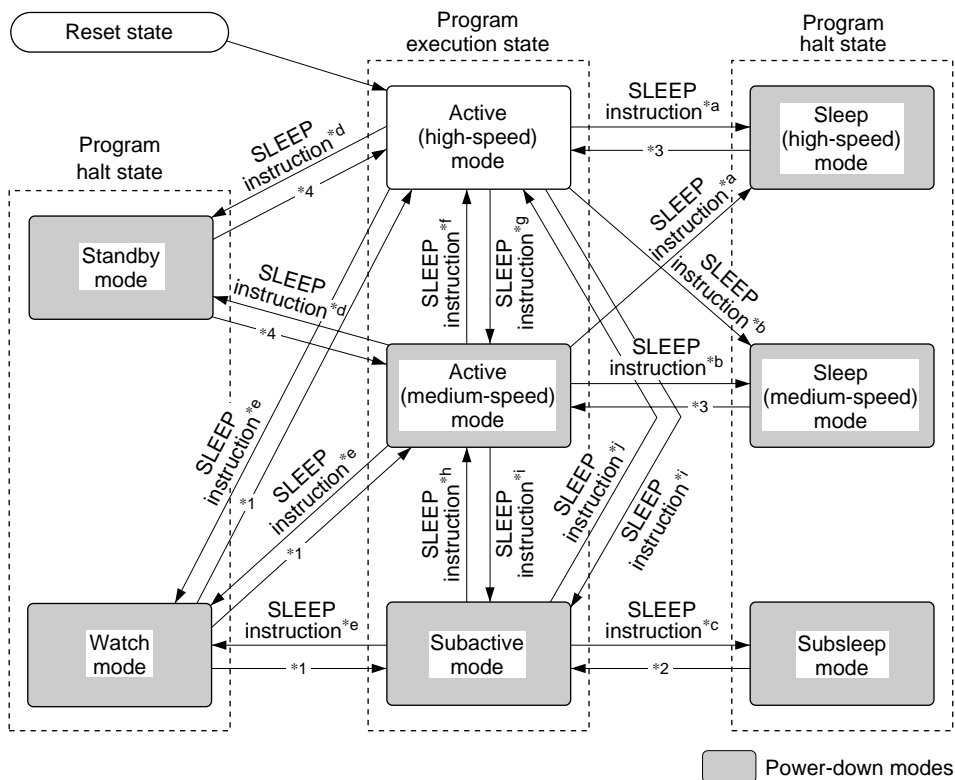 Reset state
Program
execution state
Program
halt state
Program
halt state
Active
(high-speed)
mode
SLEEP
instruction*a
*3
Sleep
(high-speed)
mode
SLEEP
instruction*d
*4
Standby
mode
SLEEP
instruction*d
*4
SLEEP
instruction*f
SLEEP
instruction*g
SLEEP
instruction*a
SLEEP
instruction*b
Active
(medium-speed)
mode
SLEEP
instruction*b
*3
Sleep
(medium-speed)
mode
SLEEP
instruction*e
*1
SLEEP
instruction*e
*1
SLEEP
instruction*h
SLEEP
instruction*i
SLEEP
instruction*j
SLEEP
instruction*i
Watch
mode
SLEEP
instruction*e
*1
Subactive
mode
SLEEP
instruction*c
*2
Subsleep
mode
Power-down modes